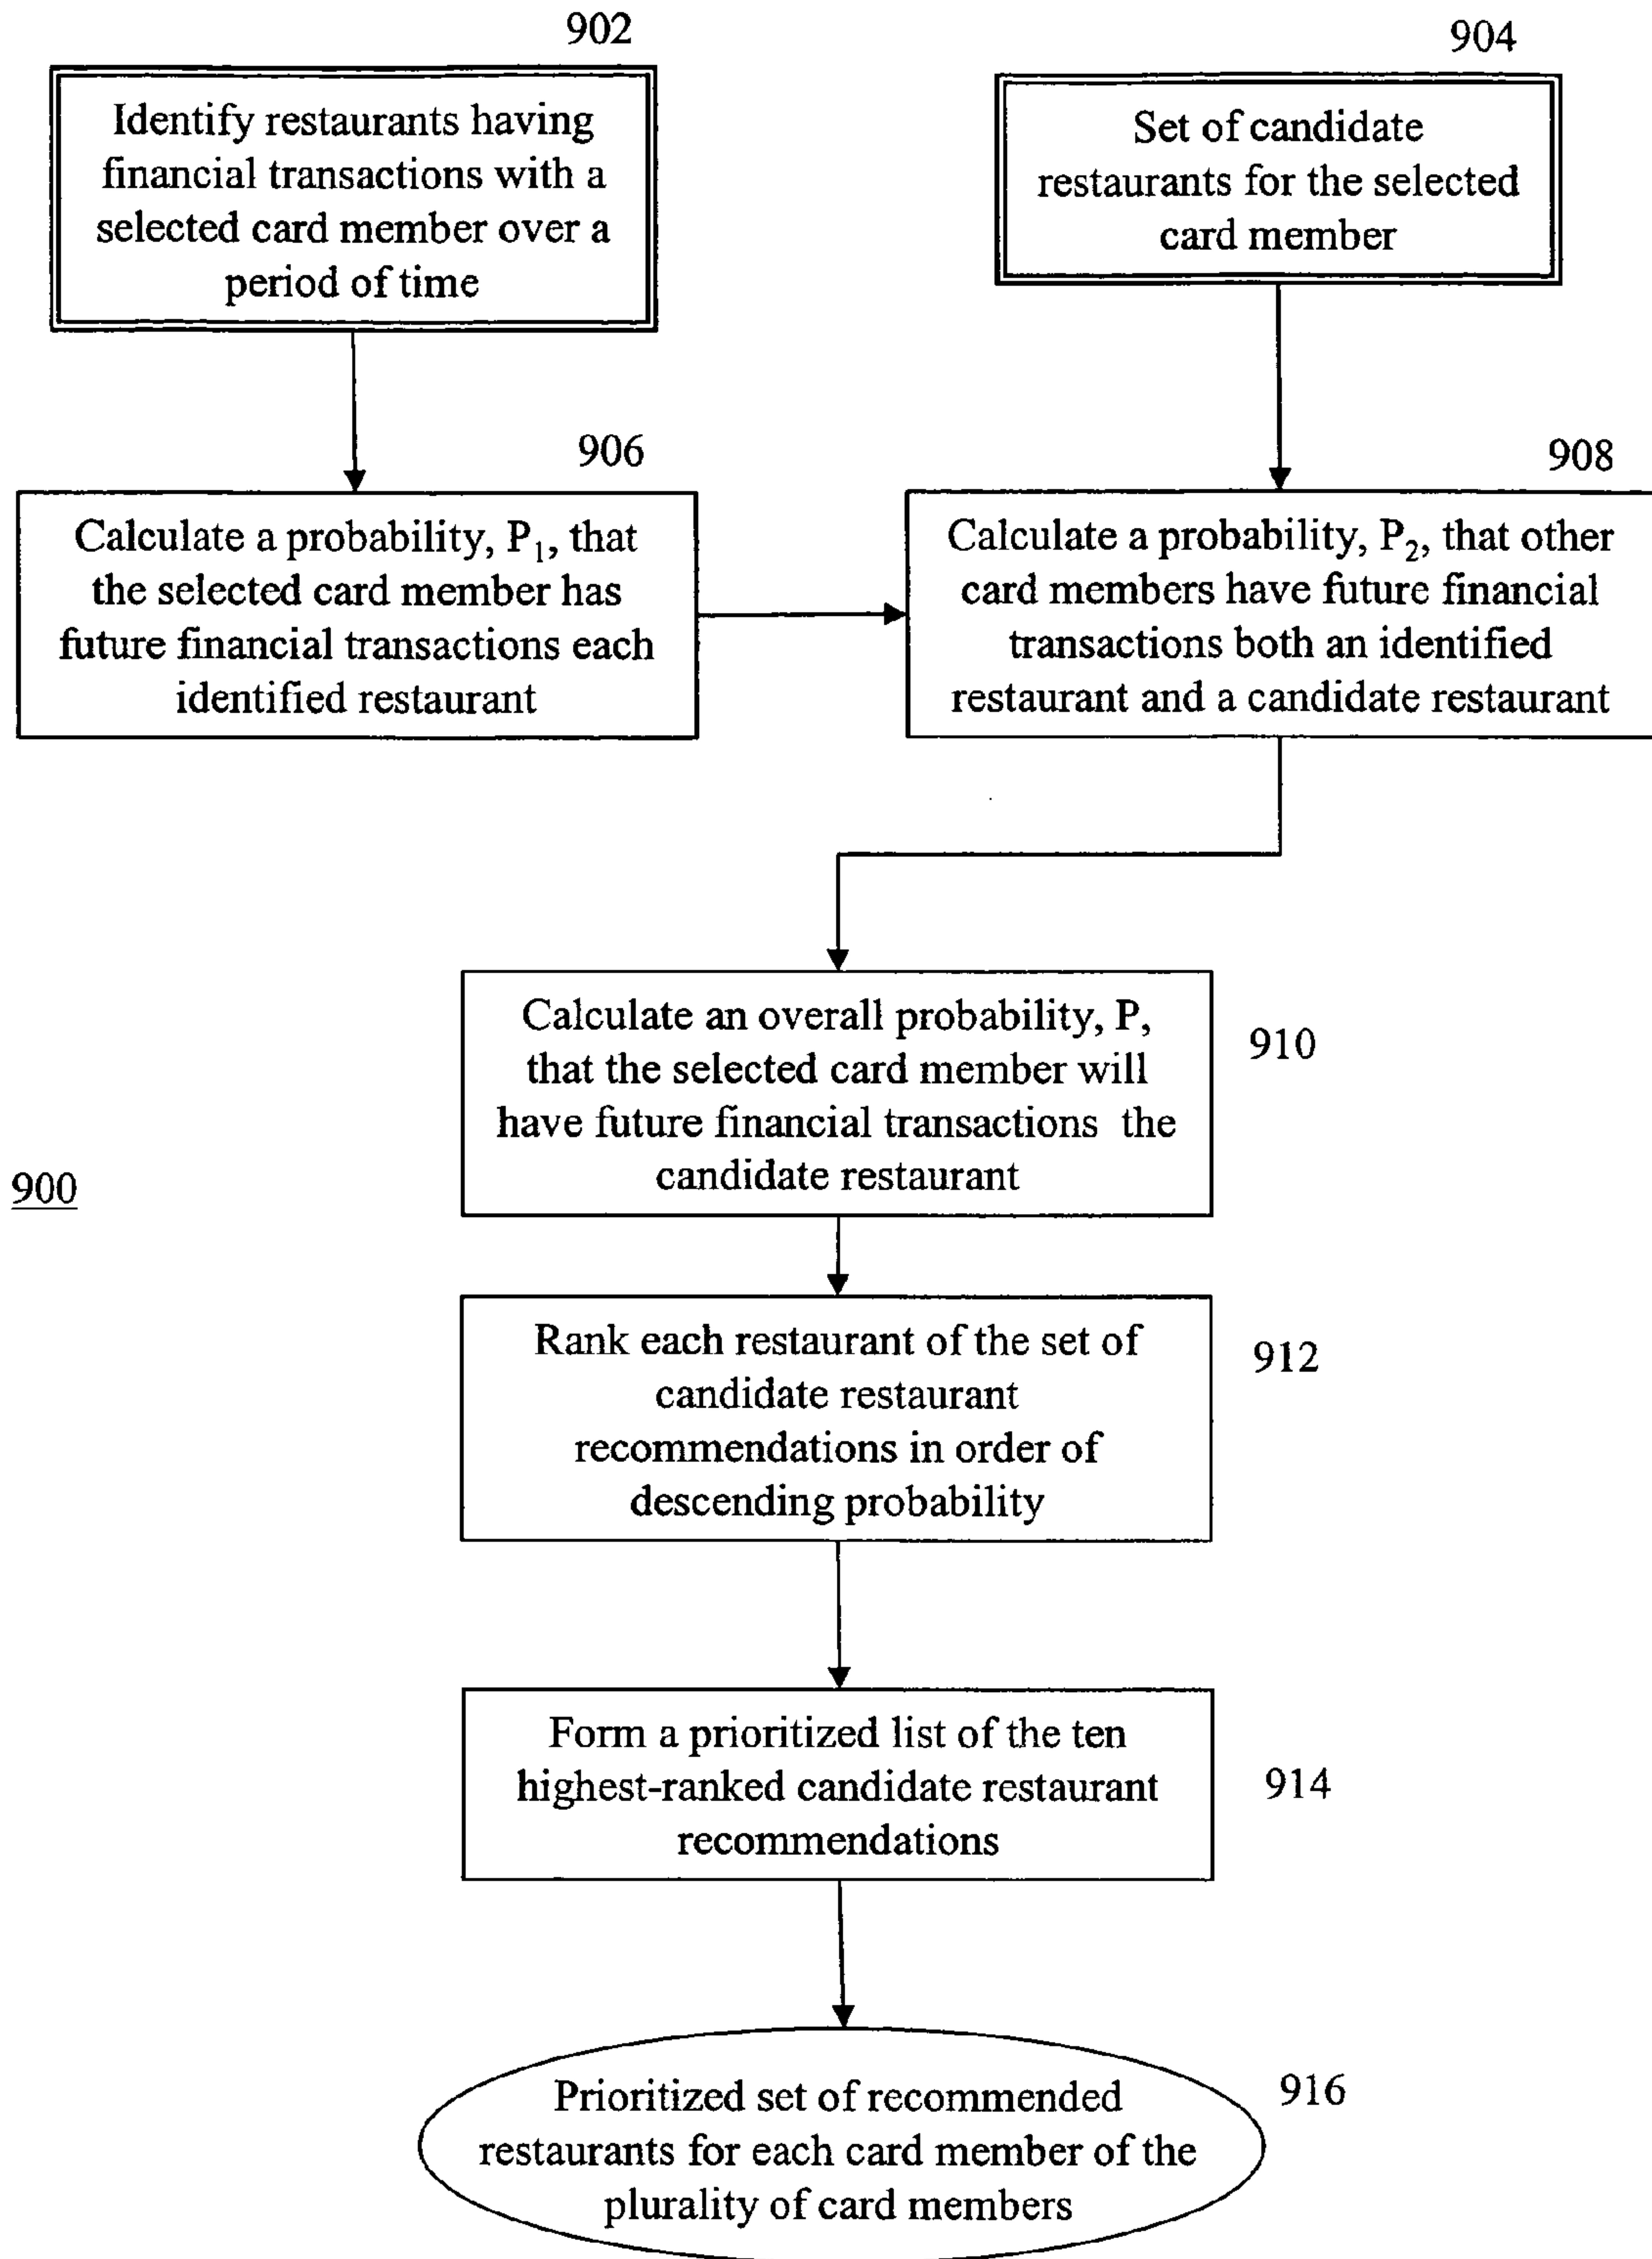 902
Identify restaurants having
financial transactions with a
selected card member over a
period of time
904
Set of candidate
restaurants for the selected
card member
906
Calculate a probability, P₁, that
the selected card member has
future financial transactions each
identified restaurant
908
Calculate a probability, P₂, that other
card members have future financial
transactions both an identified
restaurant and a candidate restaurant
Calculate an overall probability, P,
that the selected card member will
have future financial transactions  the
candidate restaurant
910
900
Rank each restaurant of the set of
candidate restaurant
recommendations in order of
descending probability
912
Form a prioritized list of the ten
highest-ranked candidate restaurant
recommendations
914
Prioritized set of recommended
restaurants for each card member of the
plurality of card members
916